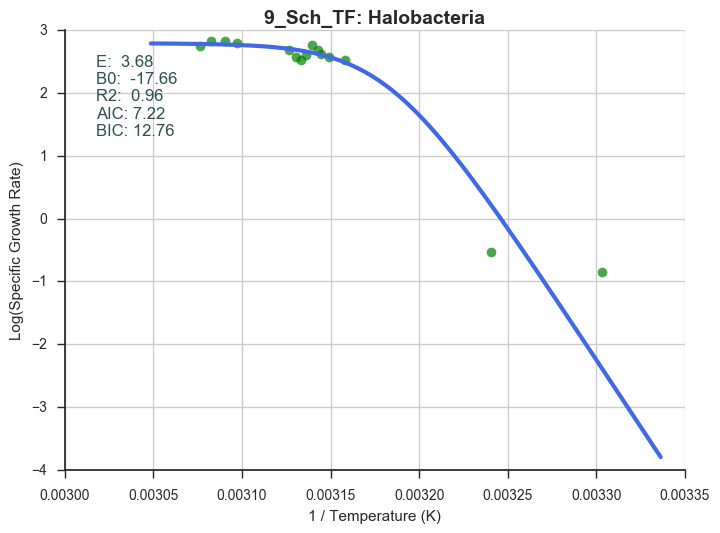 9_Sch_TF: Halobacteria
E:  3.68
B0:  -17.66
R2:  0.96
AIC: 7.22
BIC: 12.76
Log(Specific Growth Rate)
3
2
1
0
−1
−2
−3
−4
0.00300 0.00305 0.00310 0.00315 0.00320 0.00325 0.00330 0.00335
1 / Temperature (K)